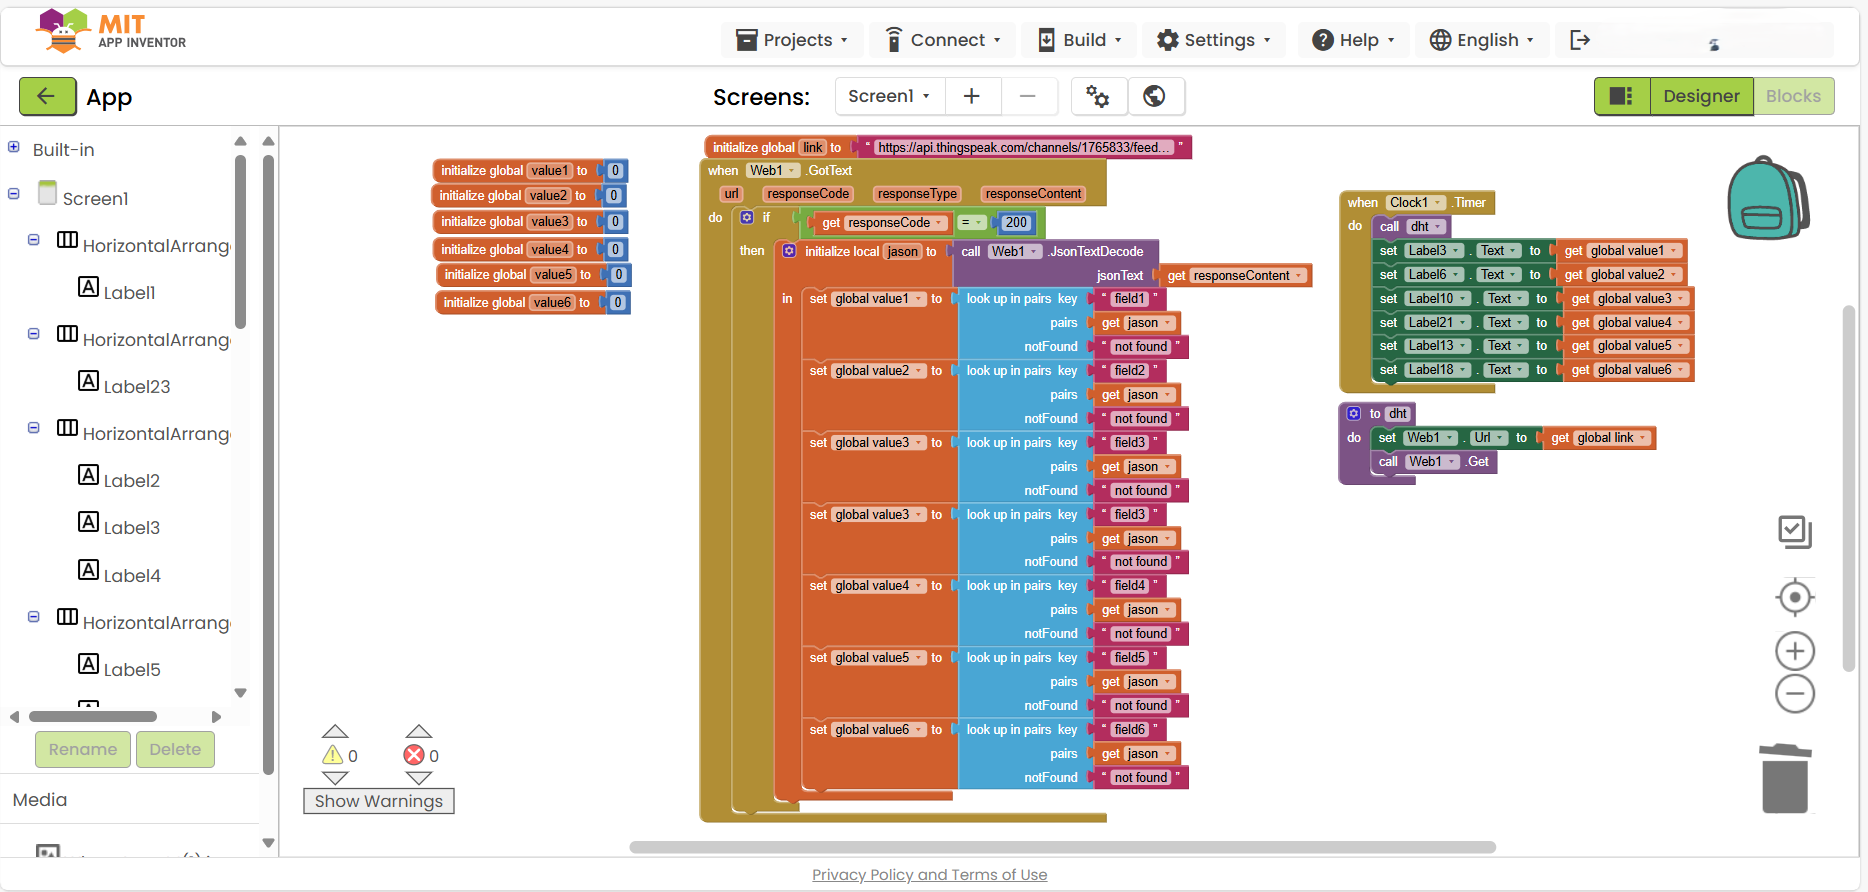 MIT
APP INVENTOR
Projects
Connect
Build
Settings
Help
English
App
Screens:
Screen1
Designer
Blocks
Built-in
Screen1
HorizontalArrange
Label1
HorizontalArrange
Label23
HorizontalArrange
Label2
Label3
Label4
HorizontalArrange
Label5
Rename
Delete
Media
initialize global value1 to 0
initialize global value2 to 0
initialize global value3 to 0
initialize global value4 to 0
initialize global value5 to 0
initialize global value6 to 0
0
0
Show Warnings
initialize global link to “ https://api.thingspeak.com/channels/1765833/feed... ”
when Web1 .GotText
url responseCode responseType responseContent
do if get responseCode = 200
then initialize local jason to call Web1 .JsonTextDecode
jsonText get responseContent
in set global value1 to look up in pairs key “ field1 ”
pairs get jason
notFound “ not found ”
set global value2 to look up in pairs key “ field2 ”
pairs get jason
notFound “ not found ”
set global value3 to look up in pairs key “ field3 ”
pairs get jason
notFound “ not found ”
set global value3 to look up in pairs key “ field3 ”
pairs get jason
notFound “ not found ”
set global value4 to look up in pairs key “ field4 ”
pairs get jason
notFound “ not found ”
set global value5 to look up in pairs key “ field5 ”
pairs get jason
notFound “ not found ”
set global value6 to look up in pairs key “ field6 ”
pairs get jason
notFound “ not found ”
when Clock1 .Timer
do call dht
set Label3 . Text to get global value1
set Label6 . Text to get global value2
set Label10 . Text to get global value3
set Label21 . Text to get global value4
set Label13 . Text to get global value5
set Label18 . Text to get global value6
to dht
do set Web1 . Url to get global link
call Web1 .Get
Privacy Policy and Terms of Use